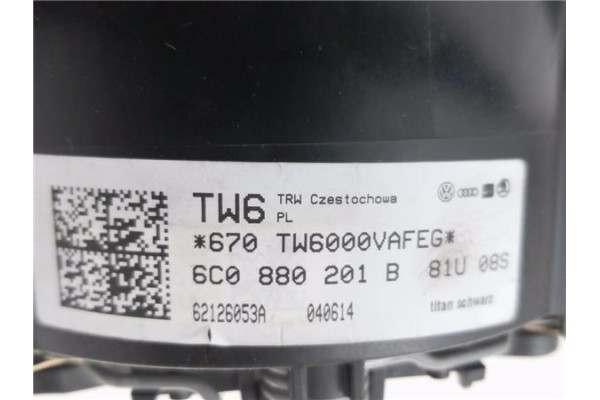 TW6 TRW Czestochowa
PL
*670 TW6000VAFEG*
6C0 880 201 B 81U 08S
62126053A 040614 titan schwarz